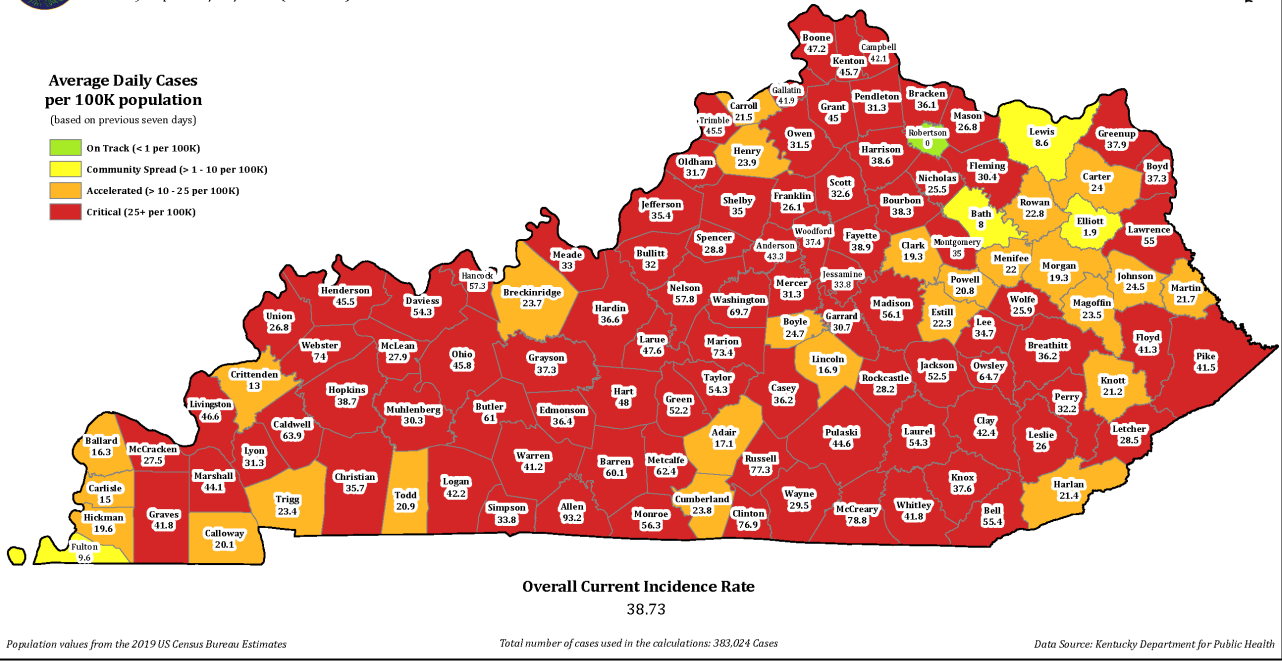 Average Daily Cases
per 100K population
(based on previous seven days)
On Track (< 1 per 100K)
Community Spread (> 1 - 10 per 100K)
Accelerated (> 10 - 25 per 100K)
Critical (25+ per 100K)
Boone
47.2
Campbell
42.1
Kenton
45.7
Gallatin
41.9
Carroll
21.5
Trimble
45.5
Grant
45
Pendleton
31.3
Bracken
36.1
Mason
26.8
Robertson
0
Lewis
8.6
Greenup
37.9
Owen
31.5
Henry
23.9
Oldham
31.7
Harrison
38.6
Fleming
30.4
Boyd
37.3
Carter
24
Nicholas
25.5
Scott
32.6
Franklin
26.1
Shelby
35
Jefferson
35.4
Bourbon
38.3
Rowan
22.8
Bath
8
Elliott
1.9
Lawrence
55
Woodford
37.4
Fayette
38.9
Spencer
28.8
Anderson
43.3
Clark
19.3
Montgomery
35
Bullitt
32
Meade
33
Menifee
22
Morgan
19.3
Johnson
24.5
Martin
21.7
Hancock
57.3
Breckinridge
23.7
Jessamine
33.8
Mercer
31.3
Nelson
57.8
Washington
69.7
Powell
20.8
Wolfe
25.9
Magoffin
23.5
Henderson
45.5
Daviess
54.3
Hardin
36.6
Madison
56.1
Estill
22.3
Lee
34.7
Union
26.8
Boyle
24.7
Garrard
30.7
Floyd
41.3
Webster
74
McLean
27.9
Ohio
45.8
Grayson
37.3
Larue
47.6
Marion
73.4
Lincoln
16.9
Breathitt
36.2
Pike
41.5
Crittenden
13
Hopkins
38.7
Taylor
54.3
Casey
36.2
Rockcastle
28.2
Jackson
52.5
Owsley
64.7
Knott
21.2
Perry
32.2
Livingston
46.6
Muhlenberg
30.3
Butler
61
Edmonson
36.4
Hart
48
Green
52.2
Caldwell
63.9
Adair
17.1
Pulaski
44.6
Laurel
54.3
Clay
42.4
Leslie
26
Letcher
28.5
Ballard
16.3
McCracken
27.5
Lyon
31.3
Warren
41.2
Barren
60.1
Metcalfe
62.4
Russell
77.3
Marshall
44.1
Christian
35.7
Logan
42.2
Todd
20.9
Trigg
23.4
Carlisle
15
Harlan
21.4
Knox
37.6
Wayne
29.5
Cumberland
23.8
Allen
93.2
Simpson
33.8
Monroe
56.3
Clinton
76.9
McCreary
78.8
Whitley
41.8
Bell
55.4
Hickman
19.6
Graves
41.8
Calloway
20.1
Fulton
9.6
Overall Current Incidence Rate
38.73
Population values from the 2019 US Census Bureau Estimates
Total number of cases used in the calculations: 383,024 Cases
Data Source: Kentucky Department for Public Health